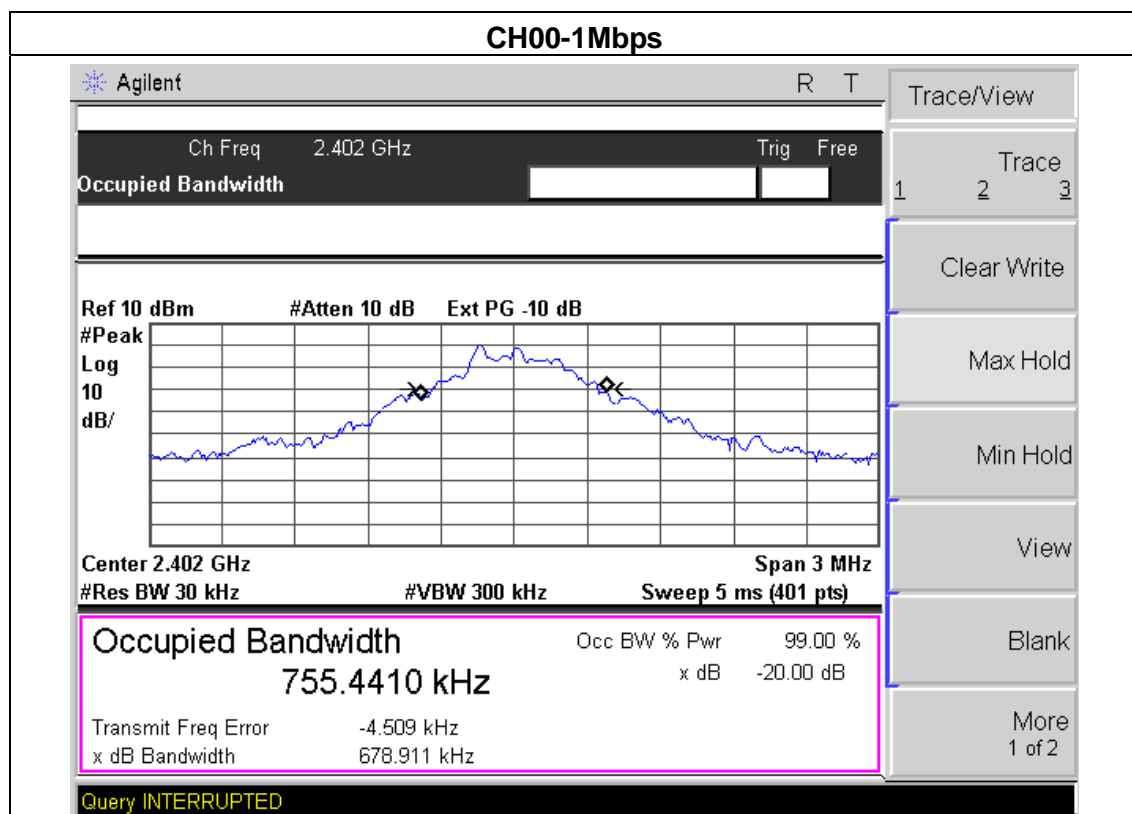 CH00-1Mbps
Agilent R T
Ch Freq 2.402 GHz Trig Free
Occupied Bandwidth
Ref 10 dBm #Atten 10 dB Ext PG -10 dB
#Peak
Log
10
dB/
Center 2.402 GHz Span 3 MHz
#Res BW 30 kHz #VBW 300 kHz Sweep 5 ms (401 pts)
Occupied Bandwidth Occ BW % Pwr 99.00 %
755.4410 kHz x dB -20.00 dB
Transmit Freq Error -4.509 kHz
x dB Bandwidth 678.911 kHz
Query INTERRUPTED
Trace/View
Trace
1 2 3
Clear Write
Max Hold
Min Hold
View
Blank
More
1 of 2